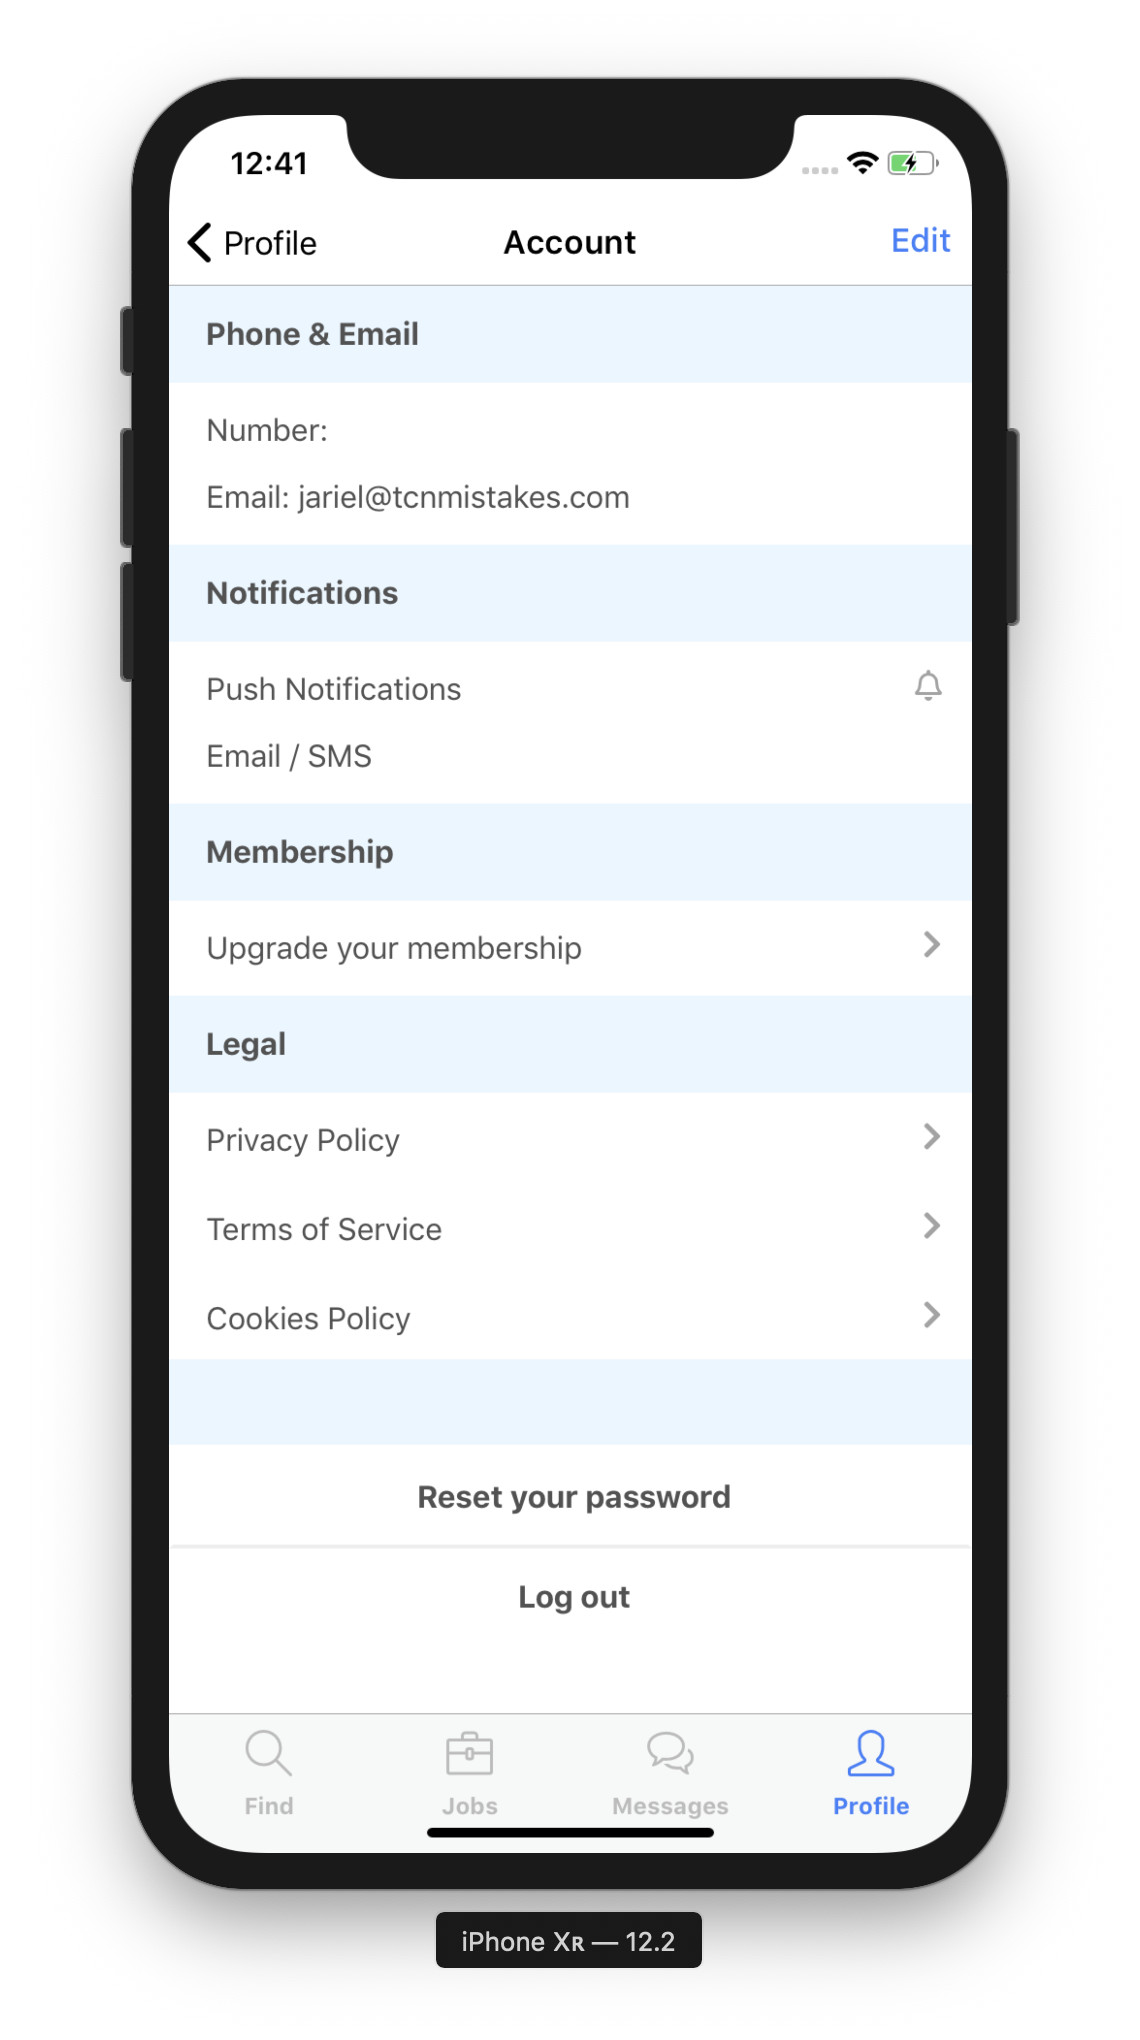 12:41
Profile
Account
Edit
Phone & Email
Number:
Email: jariel@tcnmistakes.com
Notifications
Push Notifications
Email / SMS
Membership
Upgrade your membership
Legal
Privacy Policy
Terms of Service
Cookies Policy
Reset your password
Log out
Find
Jobs
Messages
Profile
iPhone Xʀ — 12.2